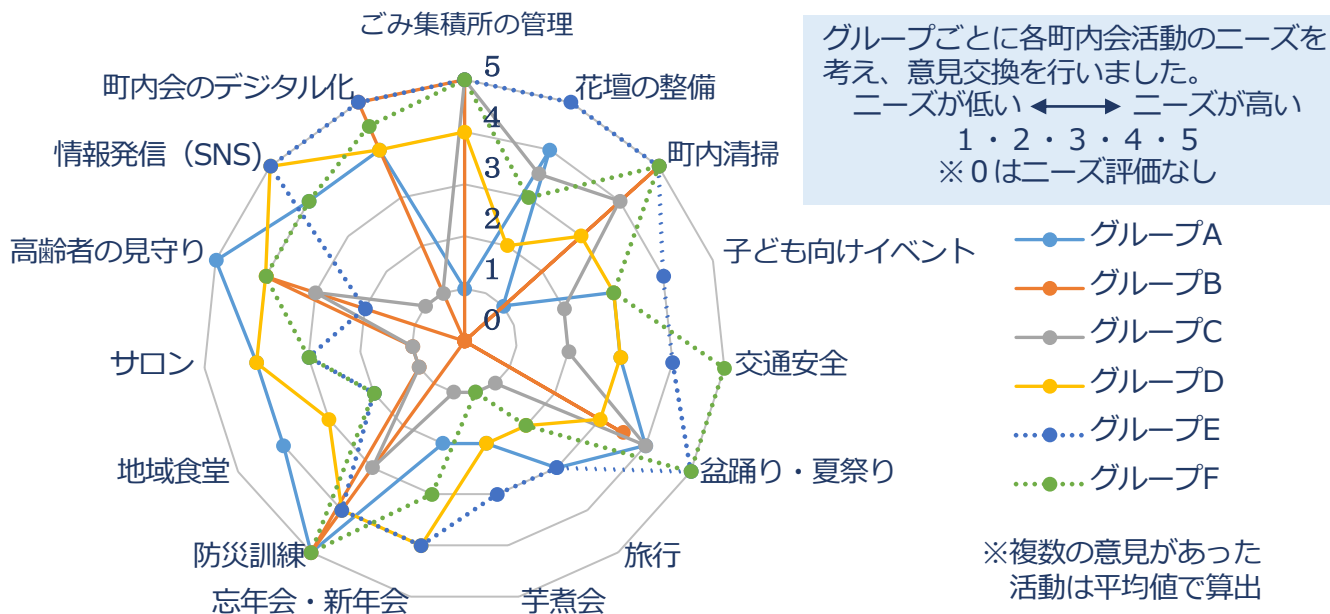 ごみ集積所の管理
花壇の整備
町内清掃
子ども向けイベント
交通安全
盆踊り・夏祭り
旅行
芋煮会
忘年会・新年会
防災訓練
地域食堂
サロン
高齢者の見守り
情報発信（SNS）
町内会のデジタル化
5
4
3
2
1
0
グループごとに各町内会活動のニーズを
考え、意見交換を行いました。
ニーズが低い ⟷ ニーズが高い
1・2・3・4・5
※０はニーズ評価なし
グループA
グループB
グループC
グループD
グループE
グループF
※複数の意見があった
活動は平均値で算出